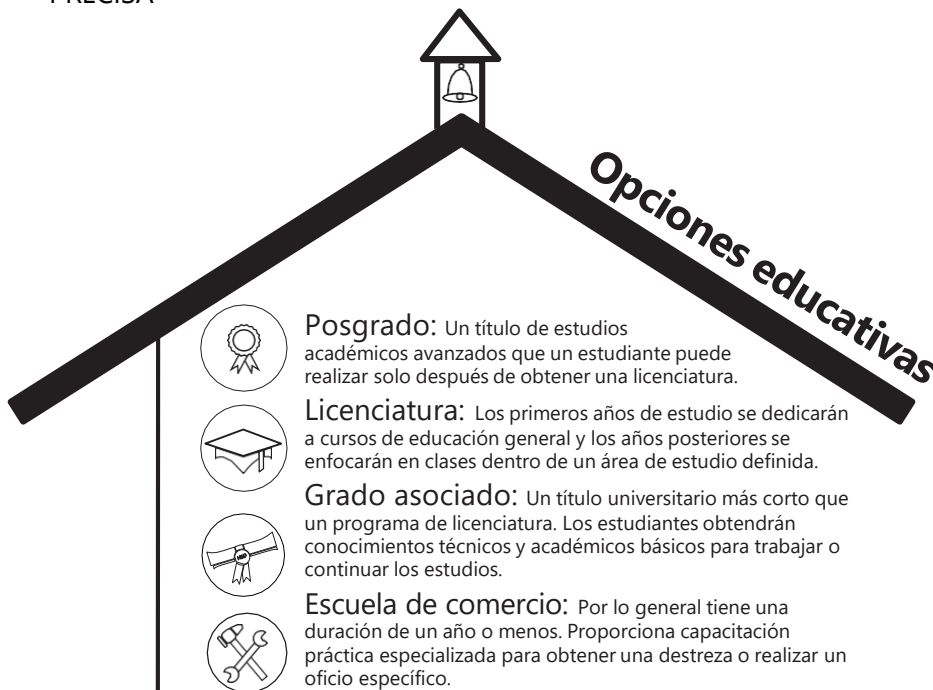 PRECISA
Opciones educativas
Posgrado: Un título de estudios
académicos avanzados que un estudiante puede
realizar solo después de obtener una licenciatura.
Licenciatura: Los primeros años de estudio se dedicarán
a cursos de educación general y los años posteriores se
enfocarán en clases dentro de un área de estudio definida.
Grado asociado: Un título universitario más corto que
un programa de licenciatura. Los estudiantes obtendrán
conocimientos técnicos y académicos básicos para trabajar o
continuar los estudios.
Escuela de comercio: Por lo general tiene una
duración de un año o menos. Proporciona capacitación
práctica especializada para obtener una destreza o realizar un
oficio específico.